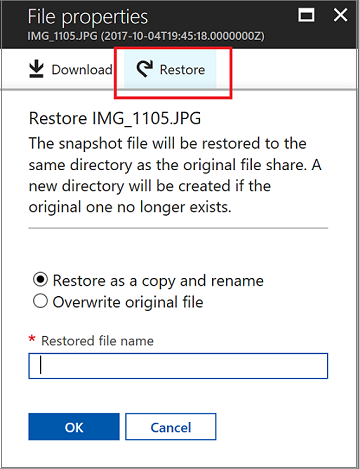 File properties
IMG_1105.JPG (2017-10-04T19:45:18.0000000Z)
Download
Restore
Restore IMG_1105.JPG
The snapshot file will be restored to the
same directory as the original file share. A
new directory will be created if the
original one no longer exists.
Restore as a copy and rename
Overwrite original file
* Restored file name
OK
Cancel